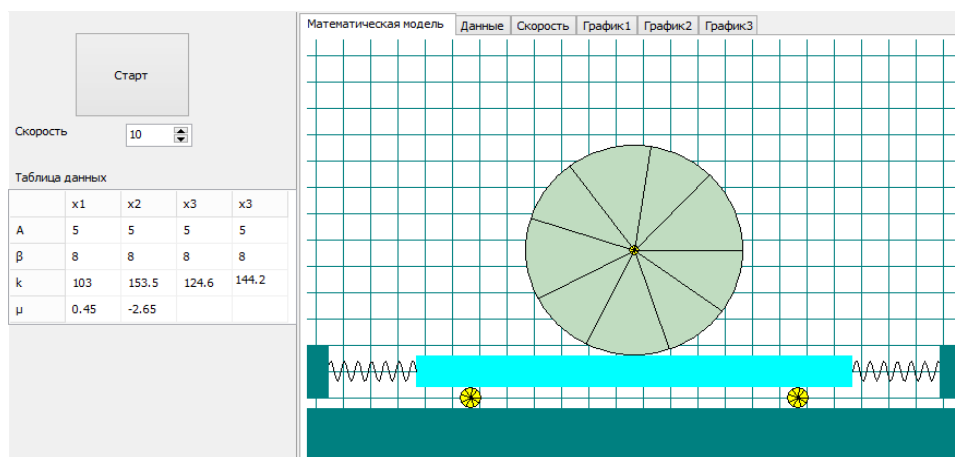 Математическая модель Данные Скорость График1 График2 График3
Старт
Скорость 10
Таблица данных
x1 x2 x3 x3
A 5 5 5 5
β 8 8 8 8
k 103 153.5 124.6 144.2
μ 0.45 -2.65